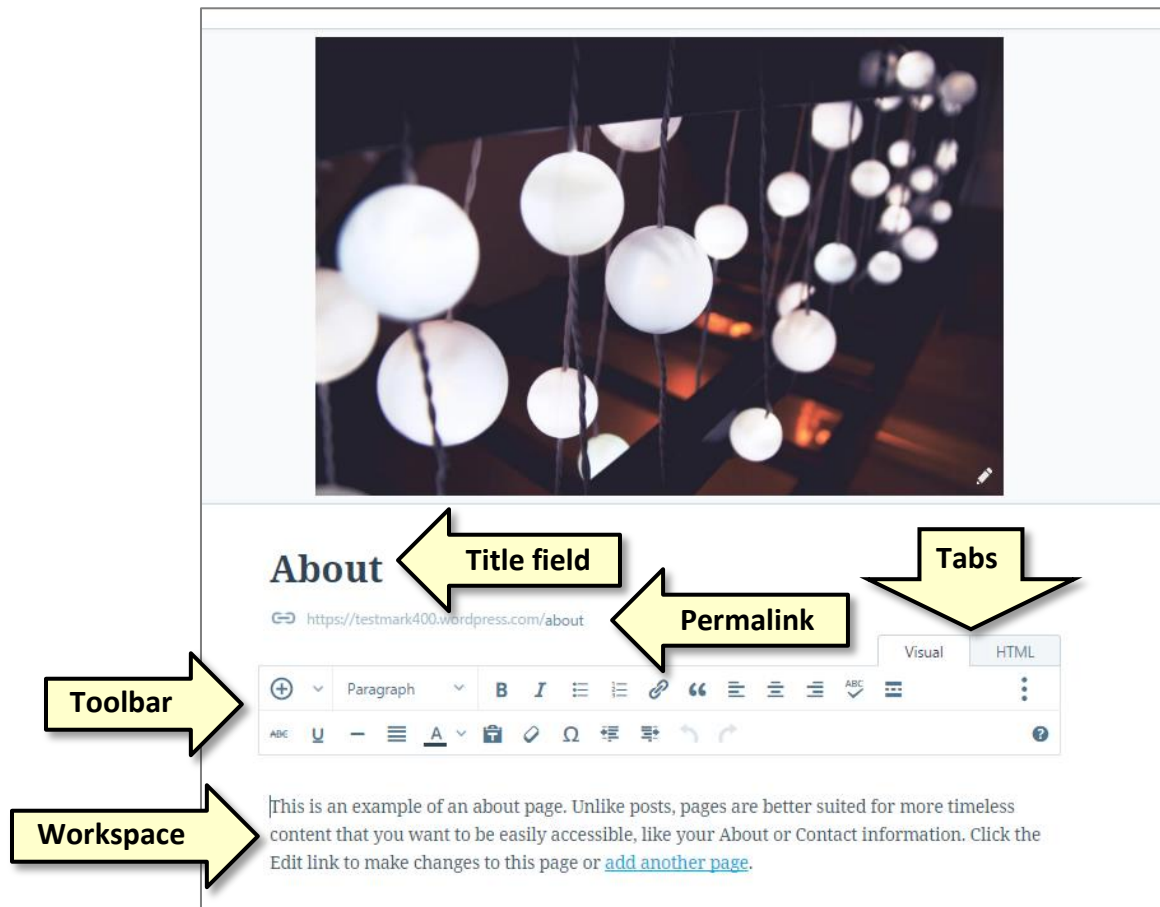 About
Title field
Tabs
https://testmark400.wordpress.com/about
Permalink
Visual HTML
Toolbar
Paragraph B I “ ABC
ABC U A T Ω ?
This is an example of an about page. Unlike posts, pages are better suited for more timeless
Workspace
content that you want to be easily accessible, like your About or Contact information. Click the
Edit link to make changes to this page or add another page.